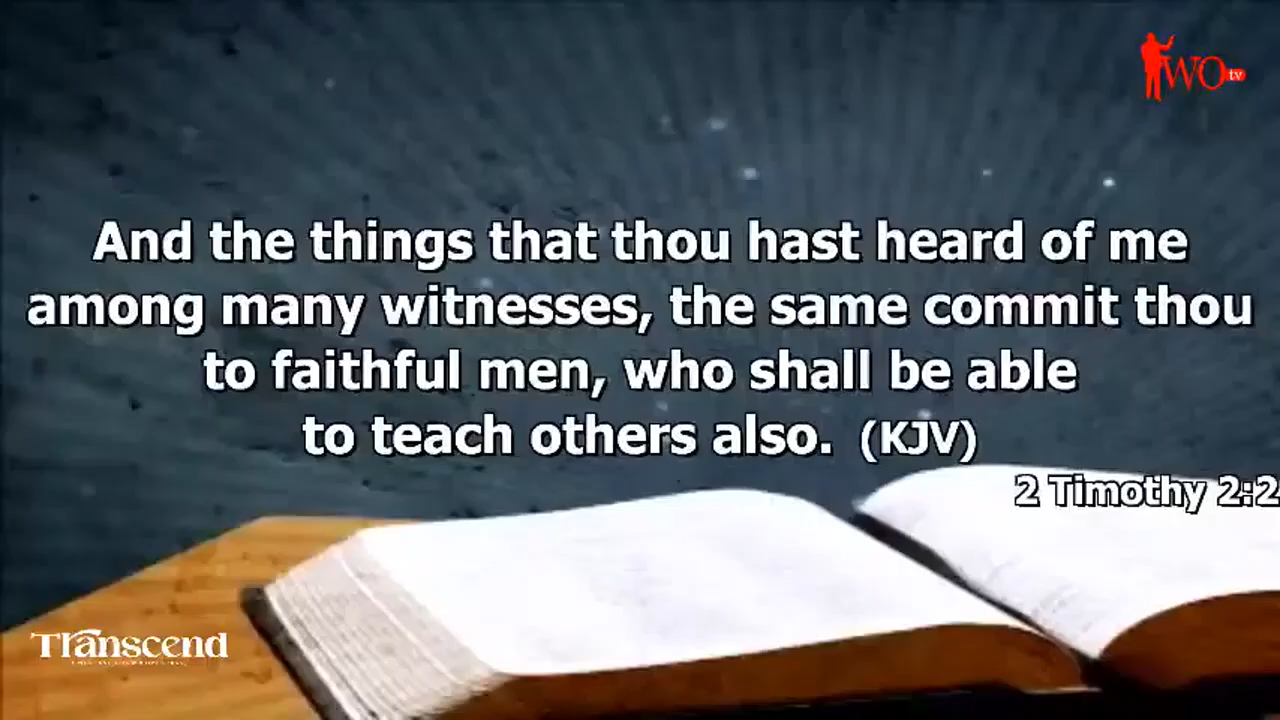 WO tv
And the things that thou hast heard of me
among many witnesses, the same commit thou
to faithful men, who shall be able
to teach others also. (KJV)
2 Timothy 2:2
Transcend